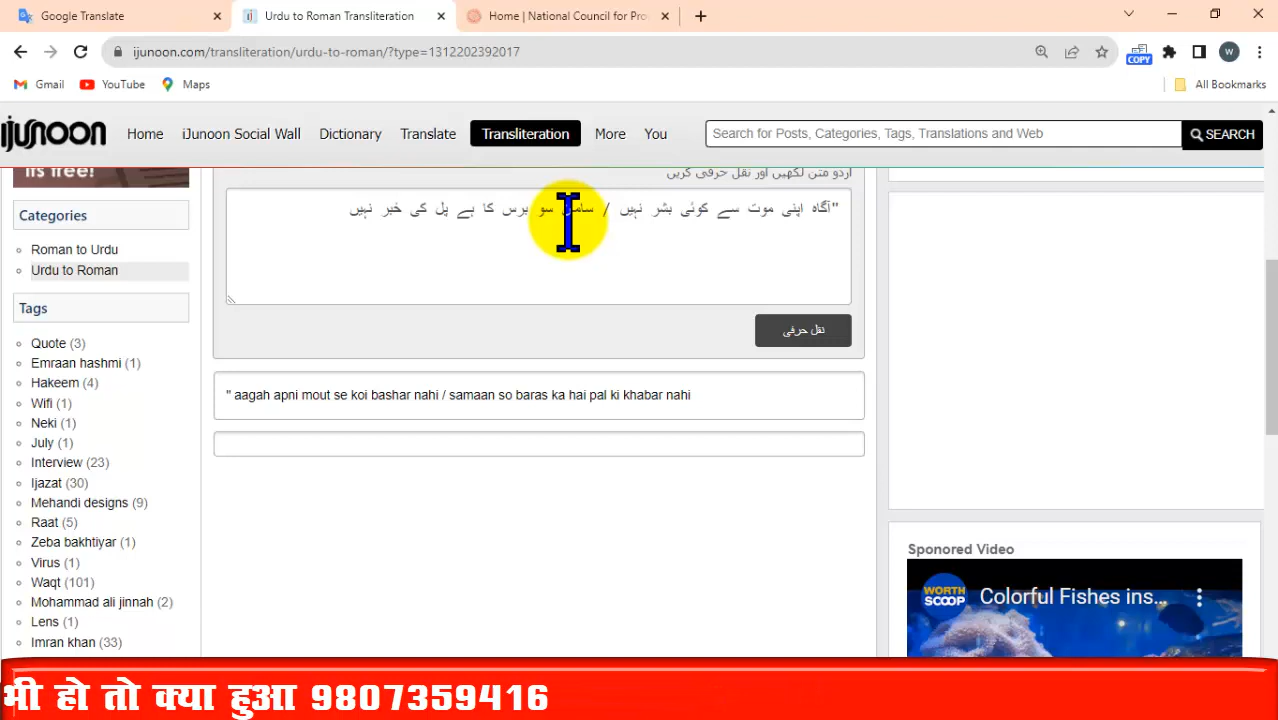 Google Translate
Urdu to Roman Transliteration
Home | National Council for Pro
ijunoon.com/transliteration/urdu-to-roman/?type=1312202392017
COPY
W
Gmail
YouTube
Maps
All Bookmarks
ijunoon
Home
iJunoon Social Wall
Dictionary
Translate
Transliteration
More
You
Search for Posts, Categories, Tags, Translations and Web
SEARCH
its free!
اردو متن لکھیں اور نقل حرفی کریں
"آگاہ اپنی موت سے کوئی بشر نہیں / سامان سو برس کا ہے پل کی خبر نہیں
نقل حرفی
" aagah apni mout se koi bashar nahi / samaan so baras ka hai pal ki khabar nahi
Categories
Roman to Urdu
Urdu to Roman
Tags
Quote (3)
Emraan hashmi (1)
Hakeem (4)
Wifi (1)
Neki (1)
July (1)
Interview (23)
Ijazat (30)
Mehandi designs (9)
Raat (5)
Zeba bakhtiyar (1)
Virus (1)
Waqt (101)
Mohammad ali jinnah (2)
Lens (1)
Imran khan (33)
Sponored Video
WORTH SCOOP
Colorful Fishes ins...
भी हो तो क्या हुआ 9807359416